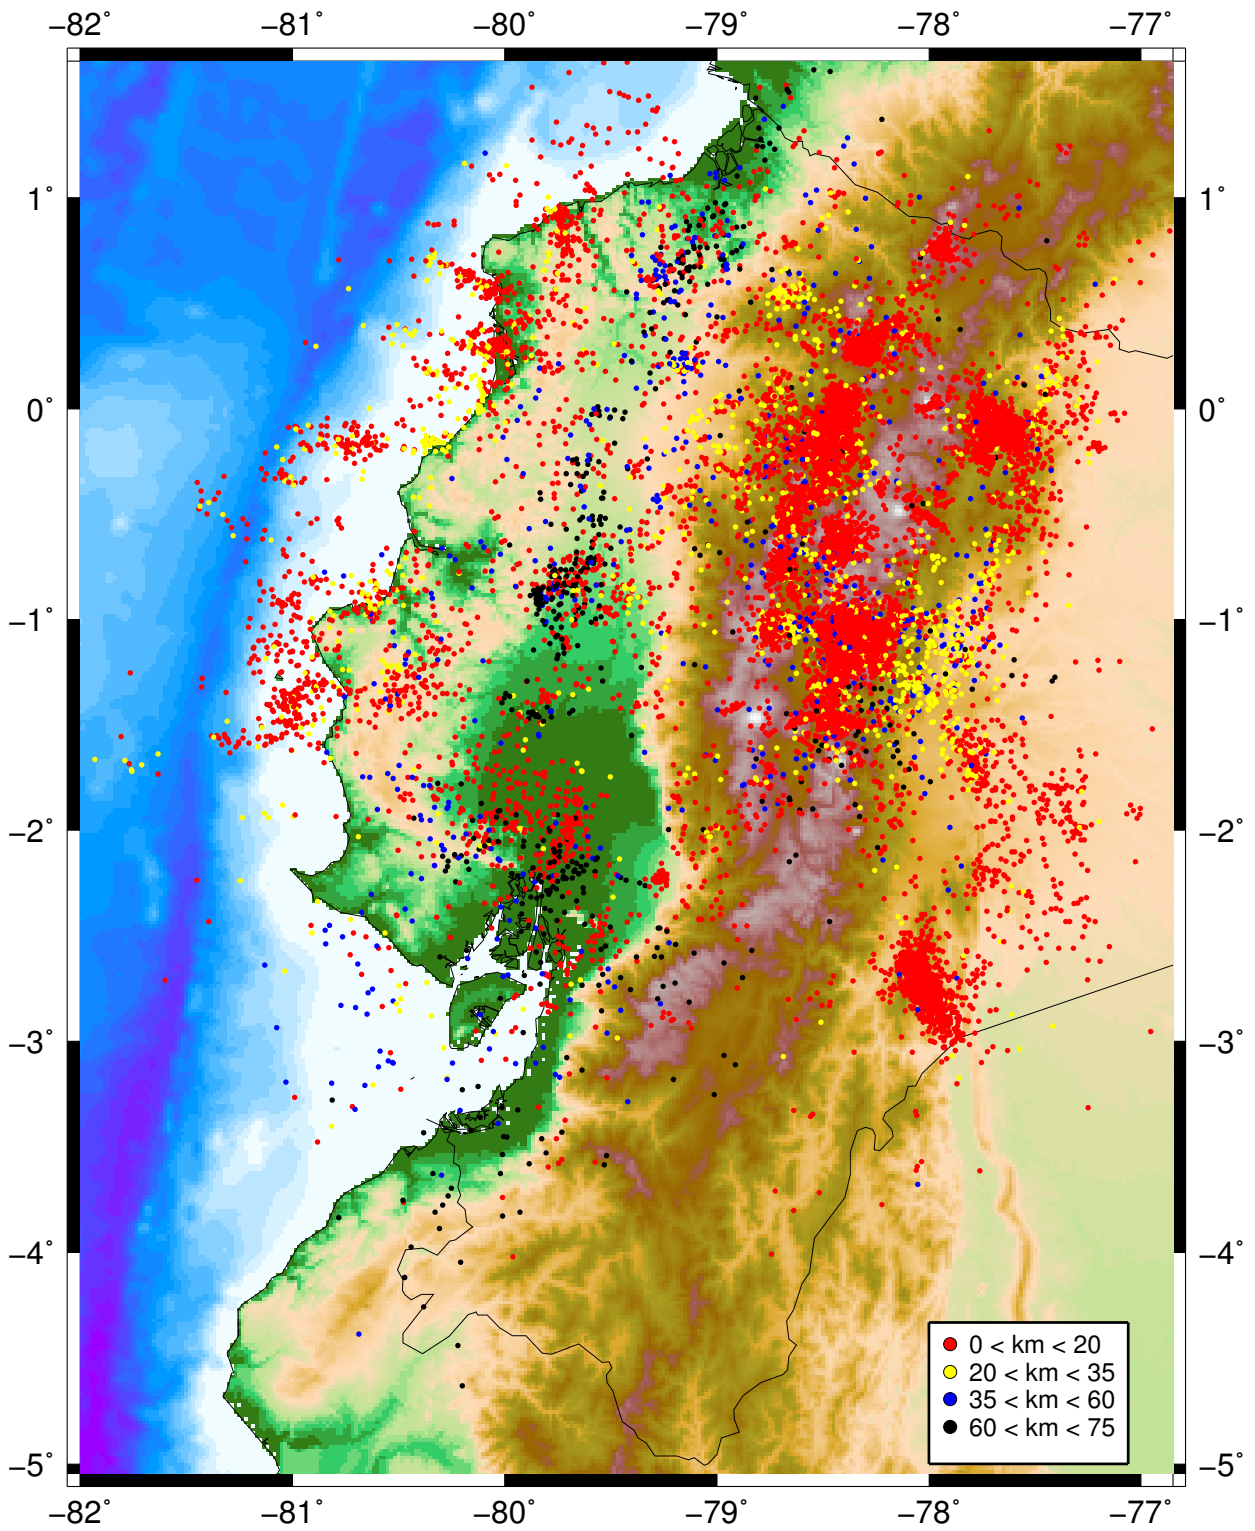 −82˚ −81˚ −80˚ −79˚ −78˚ −77˚
1˚ 1˚
0˚ 0˚
−1˚ −1˚
−2˚ −2˚
−3˚ −3˚
−4˚ −4˚
0 < km < 20
20 < km < 35
35 < km < 60
60 < km < 75
−5˚ −5˚
−82˚ −81˚ −80˚ −79˚ −78˚ −77˚